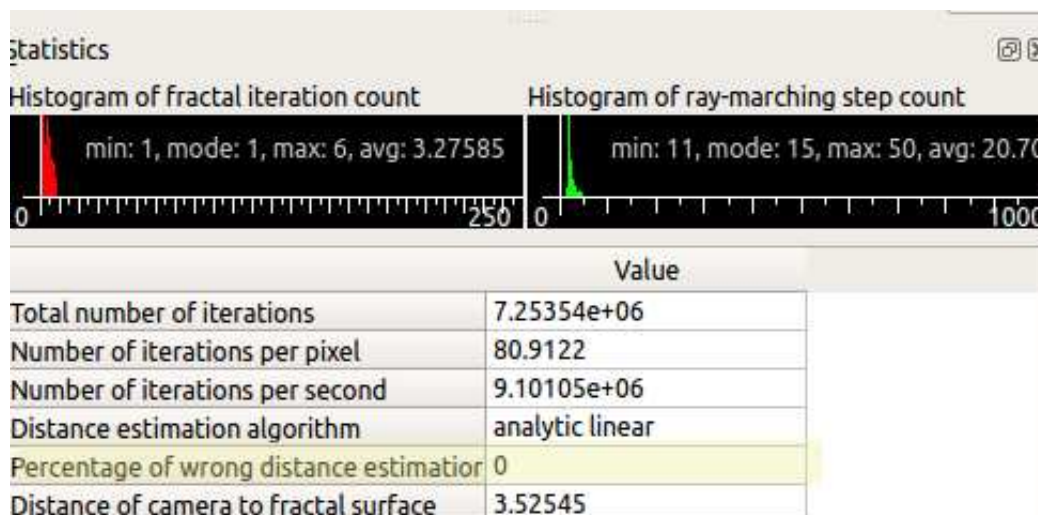 Statistics
Histogram of fractal iteration count
Histogram of ray-marching step count
min: 1, mode: 1, max: 6, avg: 3.27585
min: 11, mode: 15, max: 50, avg: 20.70
0 250
0 1000
Value
Total number of iterations 7.25354e+06
Number of iterations per pixel 80.9122
Number of iterations per second 9.10105e+06
Distance estimation algorithm analytic linear
Percentage of wrong distance estimation 0
Distance of camera to fractal surface 3.52545